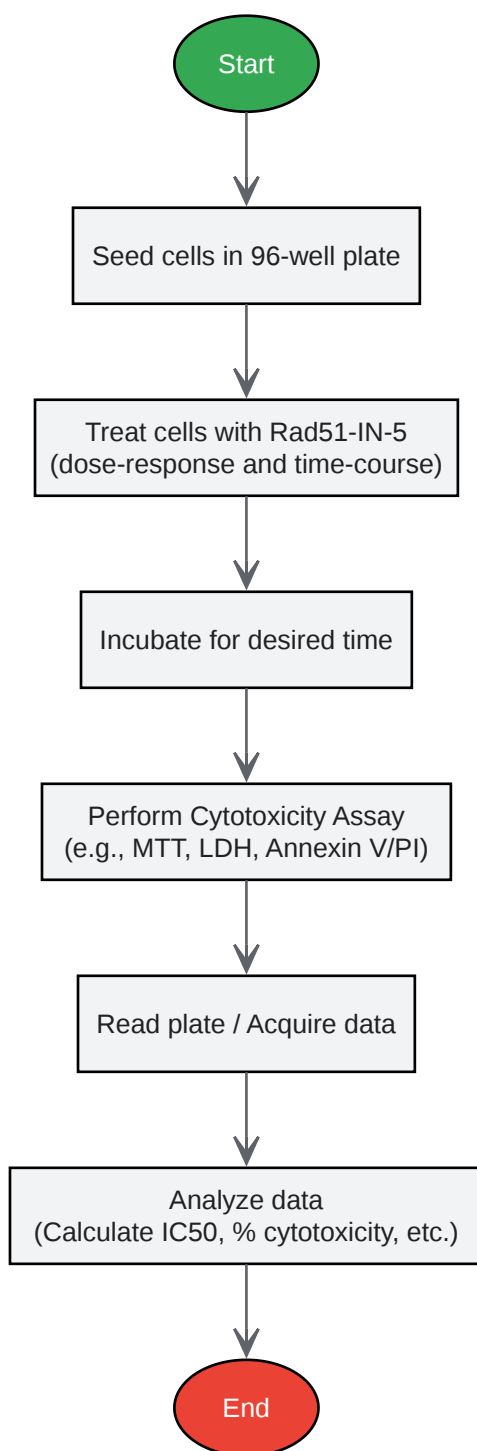 Start
Seed cells in 96-well plate
Treat cells with Rad51-IN-5
(dose-response and time-course)
Incubate for desired time
Perform Cytotoxicity Assay
(e.g., MTT, LDH, Annexin V/PI)
Read plate / Acquire data
Analyze data
(Calculate IC50, % cytotoxicity, etc.)
End